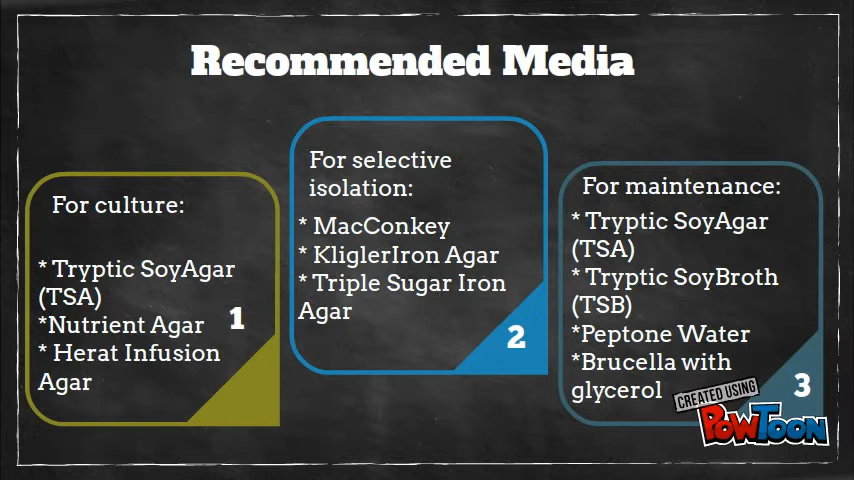 Recommended Media
For culture:
* Tryptic SoyAgar
(TSA)
*Nutrient Agar
* Herat Infusion
Agar
1
For selective
isolation:
* MacConkey
* KliglerIron Agar
* Triple Sugar Iron
Agar
2
For maintenance:
* Tryptic SoyAgar
(TSA)
* Tryptic SoyBroth
(TSB)
*Peptone Water
*Brucella with
glycerol
3
CREATED USING
POWTOON